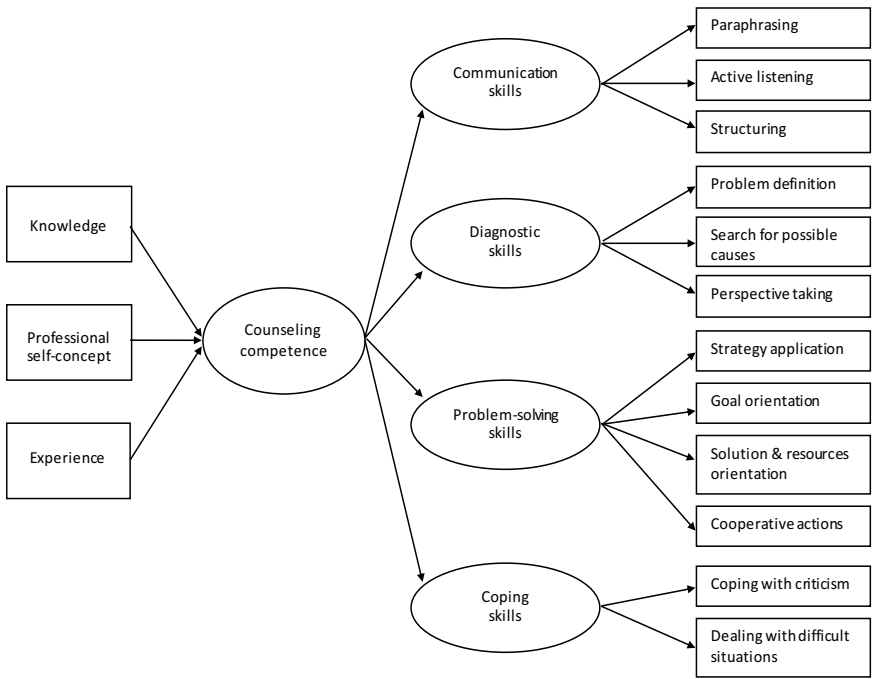 Knowledge
Professional
self-concept
Experience
Counseling
competence
Communication
skills
Diagnostic
skills
Problem-solving
skills
Coping
skills
Paraphrasing
Active listening
Structuring
Problem definition
Search for possible
causes
Perspective taking
Strategy application
Goal orientation
Solution & resources
orientation
Cooperative actions
Coping with criticism
Dealing with difficult
situations